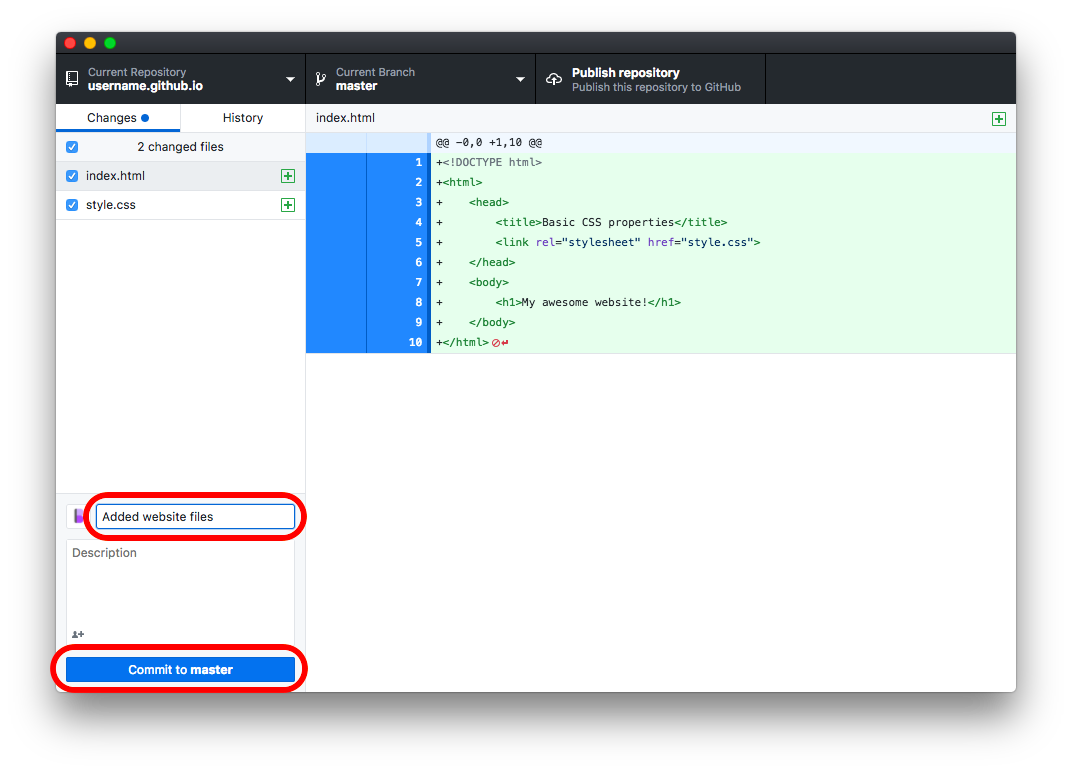 Current Repository
username.github.io
Current Branch
master
Publish repository
Publish this repository to GitHub
Changes
History
index.html
2 changed files
index.html
style.css
@@ -0,0 +1,10 @@
1 +<!DOCTYPE html>
2 +<html>
3 +    <head>
4 +        <title>Basic CSS properties</title>
5 +        <link rel="stylesheet" href="style.css">
6 +    </head>
7 +    <body>
8 +        <h1>My awesome website!</h1>
9 +    </body>
10 +</html>
Added website files
Description
Commit to master